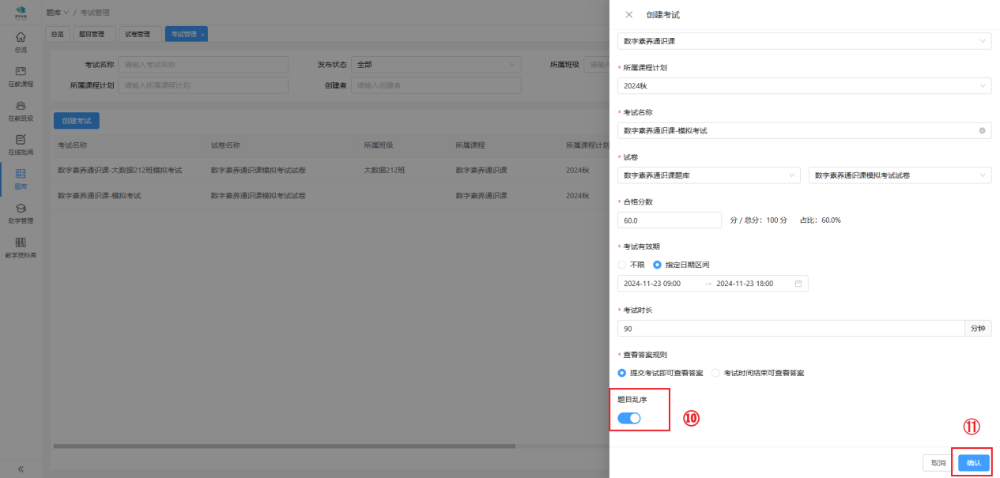 题库 / 考试管理
总览
题目管理
试卷管理
考试管理 ×
总览
在教课程
在教班级
在线批阅
题库
助学管理
教学资料库
考试名称 请输入考试名称
发布状态 全部
所属班级 请输入
所属课程计划 请输入所属课程计划
创建者 请输入创建者
创建考试
考试名称 试卷名称 所属班级 所属课程 所属课程计划
数字素养通识课-大数据212班模拟考试 数字素养通识课模拟考试试卷 大数据212班 数字素养通识课 2024秋
数字素养通识课-模拟考试 数字素养通识课模拟考试试卷 数字素养通识课 2024秋
创建考试
数字素养通识课
* 所属课程计划
2024秋
* 考试名称
数字素养通识课-模拟考试
* 试卷
数字素养通识课题库 数字素养通识课模拟考试试卷
* 合格分数
60.0 分 / 总分：100 分 占比：60.0%
* 考试有效期
不限 指定日期区间
2024-11-23 09:00 → 2024-11-23 18:00
* 考试时长
90 分钟
* 查看答案规则
提交考试即可查看答案 考试时间结束可查看答案
题目乱序
⑩
⑪
取消 确认